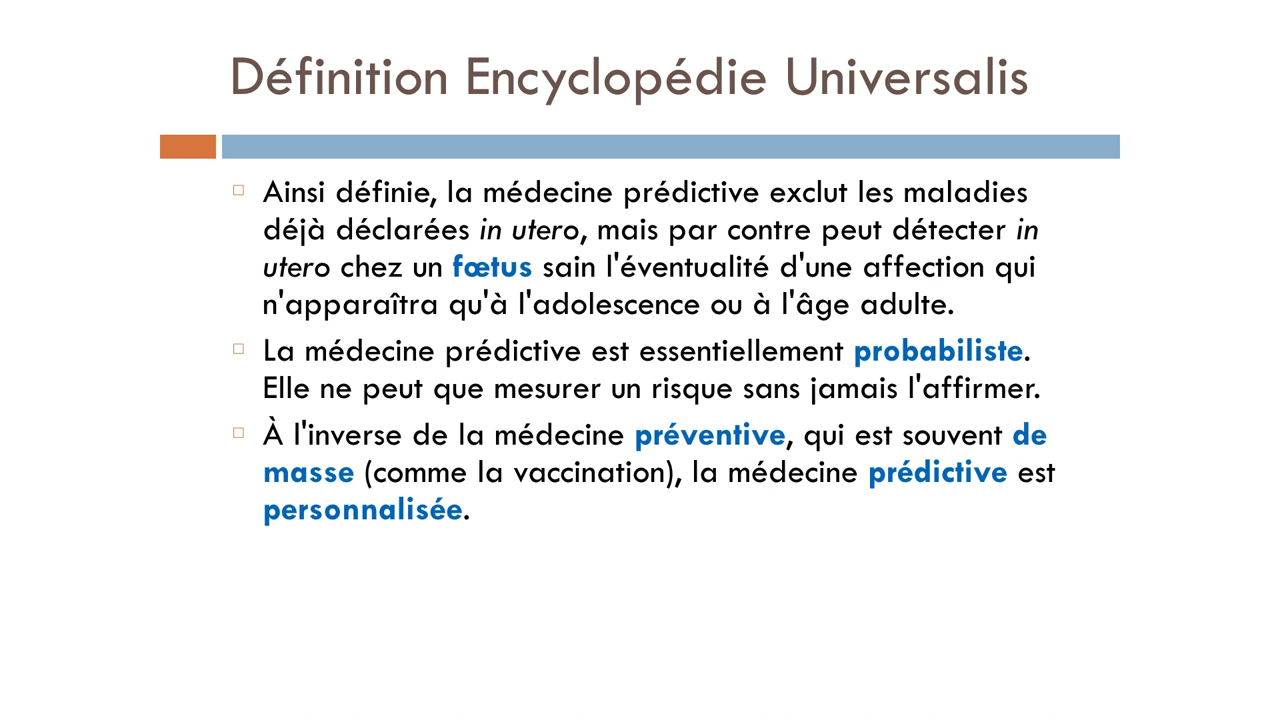 Définition Encyclopédie Universalis
Ainsi définie, la médecine prédictive exclut les maladies
déjà déclarées in utero, mais par contre peut détecter in
utero chez un fœtus sain l'éventualité d'une affection qui
n'apparaîtra qu'à l'adolescence ou à l'âge adulte.
La médecine prédictive est essentiellement probabiliste.
Elle ne peut que mesurer un risque sans jamais l'affirmer.
À l'inverse de la médecine préventive, qui est souvent de
masse (comme la vaccination), la médecine prédictive est
personnalisée.